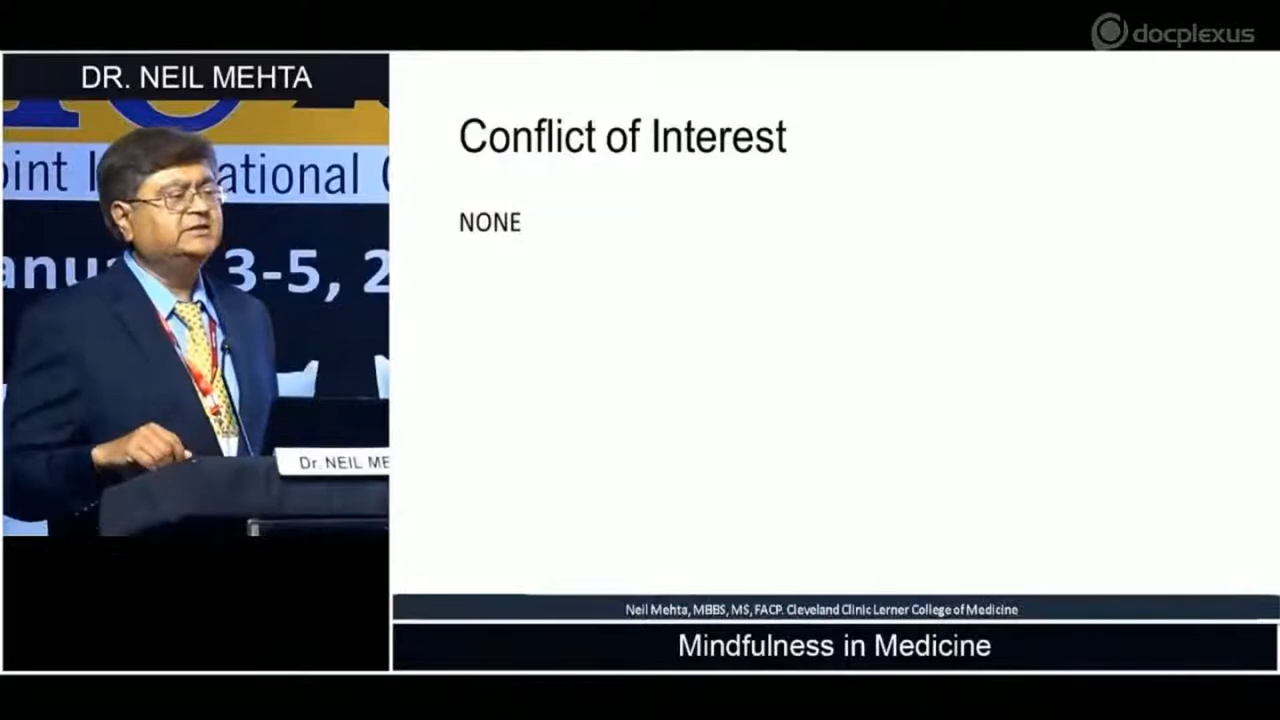 docplexus
DR. NEIL MEHTA
Conflict of Interest
NONE
3-5, 2
Dr. NEIL ME
Neil Mehta, MBBS, MS, FACP. Cleveland Clinic Lerner College of Medicine
Mindfulness in Medicine